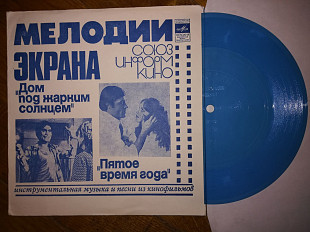 МЕЛОДИИ
ЭКРАНА
СОЮЗ
ИНФОРМ
КИНО
„Дом
под жарким
солнцем"
„Пятое
время года"
инструментальная музыка и песни из кинофильмов